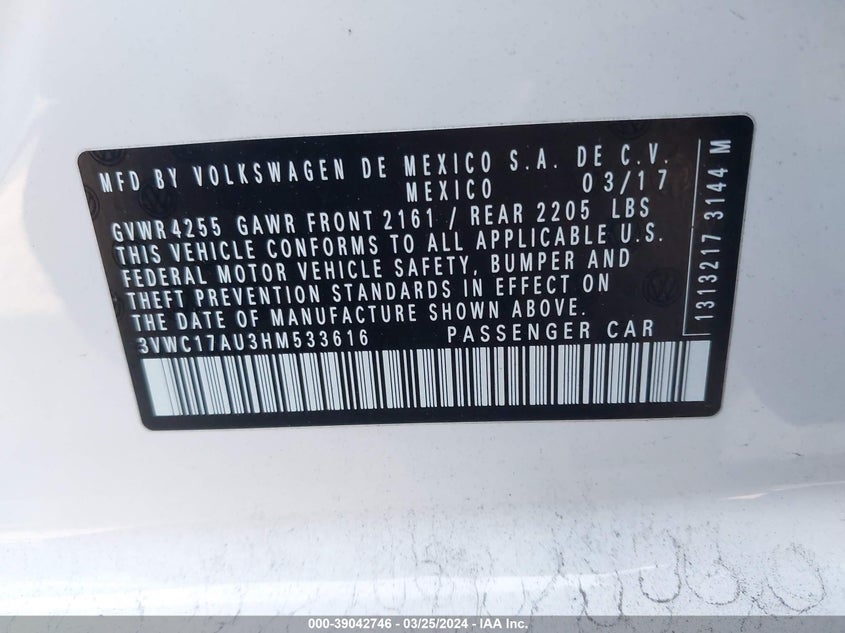 MFD BY VOLKSWAGEN DE MEXICO S.A. DE C.V.
MEXICO 03/17
GVWR 4255 GAWR FRONT 2161 / REAR 2205 LBS
THIS VEHICLE CONFORMS TO ALL APPLICABLE U.S.
FEDERAL MOTOR VEHICLE SAFETY, BUMPER AND
THEFT PREVENTION STANDARDS IN EFFECT ON
THE DATE OF MANUFACTURE SHOWN ABOVE.
3VWC17AU3HM533616 PASSENGER CAR
1313217 3144 M
000-39042746 - 03/25/2024 - IAA Inc.